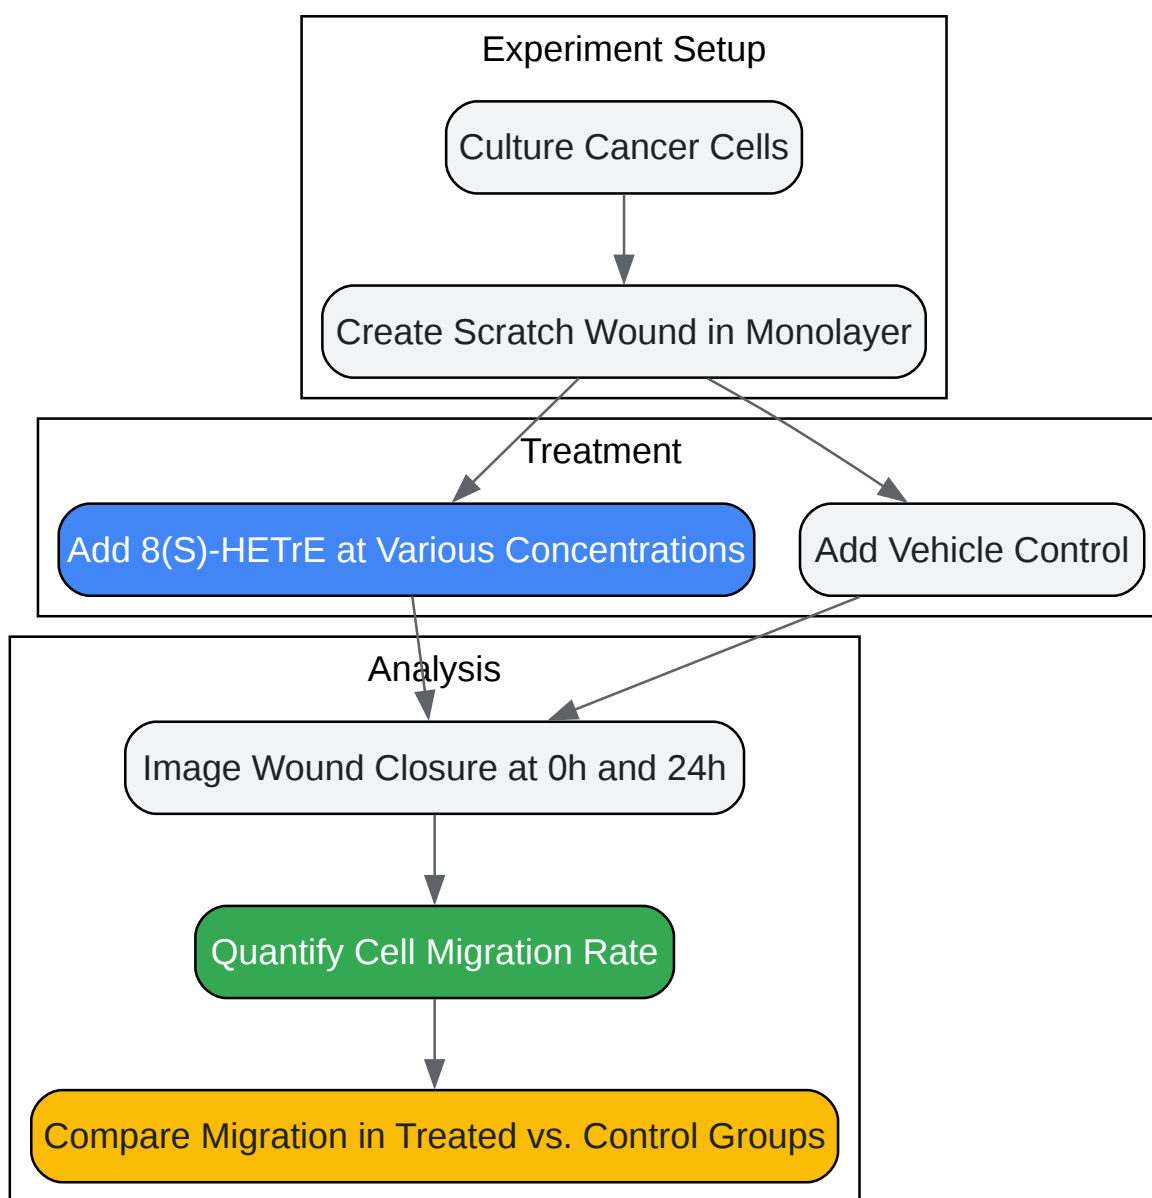 Experiment Setup
Culture Cancer Cells
Create Scratch Wound in Monolayer
Treatment
Add 8(S)-HETrE at Various Concentrations
Add Vehicle Control
Analysis
Image Wound Closure at 0h and 24h
Quantify Cell Migration Rate
Compare Migration in Treated vs. Control Groups